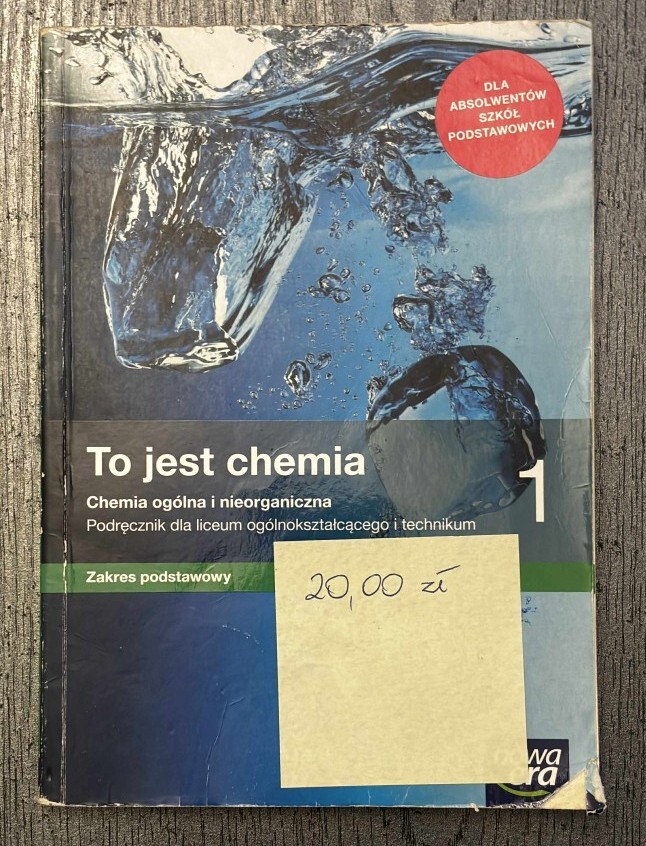 DLA
ABSOLWENTÓW
SZKÓŁ
PODSTAWOWYCH
To jest chemia
1
Chemia ogólna i nieorganiczna
Podręcznik dla liceum ogólnokształcącego i technikum
Zakres podstawowy
20,00 zł
nowa
era